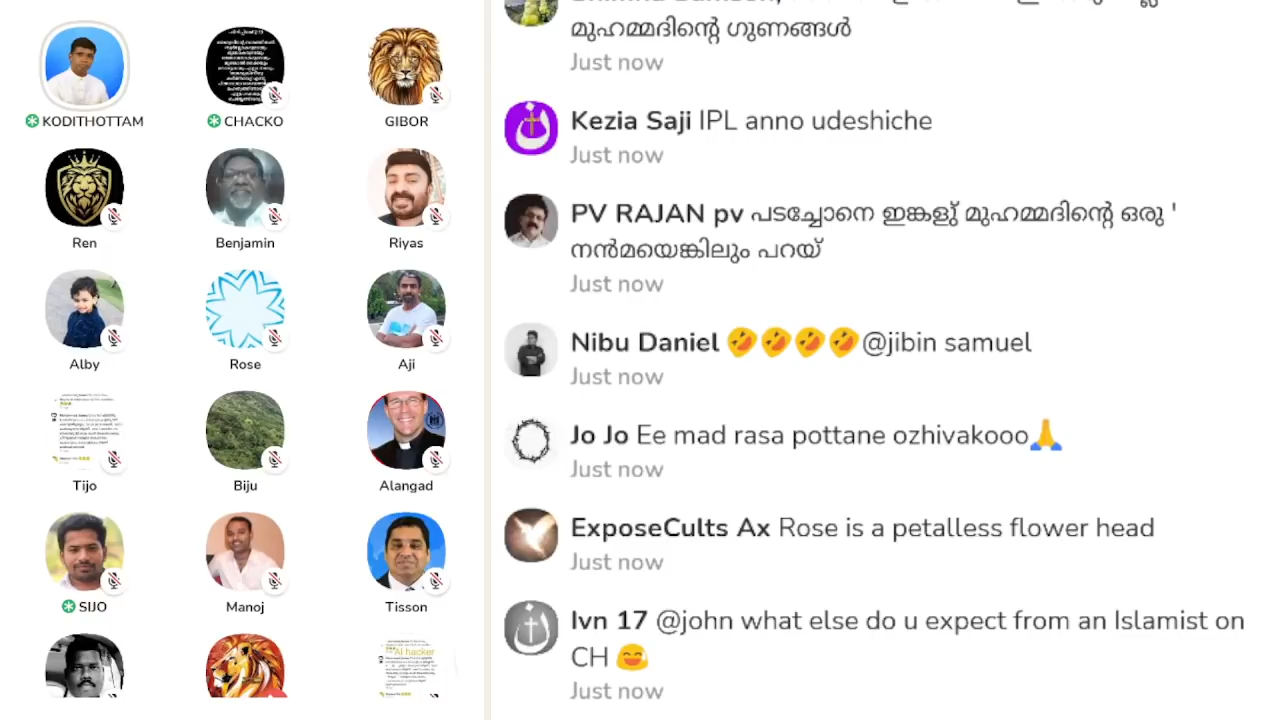 KODITHOTTAM
CHACKO
GIBOR
Ren
Benjamin
Riyas
Alby
Rose
Aji
Tijo
Biju
Alangad
SIJO
Manoj
Tisson
AI hacker
മുഹമ്മദിന്റെ ഗുണങ്ങൾ
Just now
Kezia Saji IPL anno udeshiche
Just now
PV RAJAN pv പടച്ചോനെ ഇങ്കളു് മുഹമ്മദിന്റെ ഒരു '
നൻമയെങ്കിലും പറയ്
Just now
Nibu Daniel 🤣🤣🤣🤣@jibin samuel
Just now
Jo Jo Ee mad rasa pottane ozhivakooo🙏
Just now
ExposeCults Ax Rose is a petalless flower head
Just now
Ivn 17 @john what else do u expect from an Islamist on
CH 😄
Just now